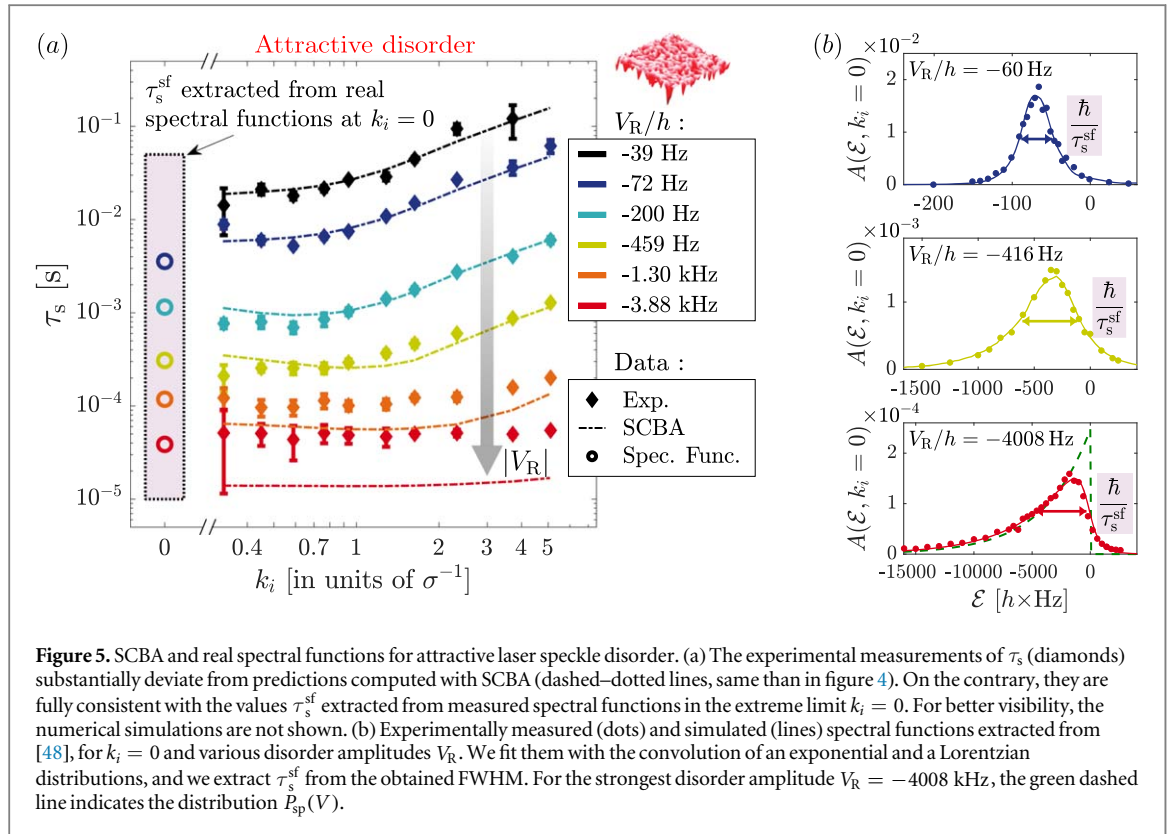 (a)
Attractive disorder
τ_s^sf extracted from real
spectral functions at k_i = 0
10^-1
10^-2
10^-3
10^-4
10^-5
τ_s [s]
0
0.4
0.7
1
2
3
4
5
k_i [in units of σ^-1]
|V_R|
V_R/h :
-39 Hz
-72 Hz
-200 Hz
-459 Hz
-1.30 kHz
-3.88 kHz
Data :
Exp.
SCBA
Spec. Func.
(b)
×10^-2
V_R/h = −60 Hz
ħ/τ_s^sf
A(ℰ, k_i = 0)
2
1
0
-200 -100 0
×10^-3
V_R/h = −416 Hz
ħ/τ_s^sf
A(ℰ, k_i = 0)
1
0
-1500 -1000 -500 0
×10^-4
V_R/h = −4008 Hz
ħ/τ_s^sf
A(ℰ, k_i = 0)
2
1
0
-15000 -10000 -5000 0
ℰ [h×Hz]
Figure 5. SCBA and real spectral functions for attractive laser speckle disorder. (a) The experimental measurements of τ_s (diamonds)
substantially deviate from predictions computed with SCBA (dashed–dotted lines, same than in figure 4). On the contrary, they are
fully consistent with the values τ_s^sf extracted from measured spectral functions in the extreme limit k_i = 0. For better visibility, the
numerical simulations are not shown. (b) Experimentally measured (dots) and simulated (lines) spectral functions extracted from
[48], for k_i = 0 and various disorder amplitudes V_R. We fit them with the convolution of an exponential and a Lorentzian
distributions, and we extract τ_s^sf from the obtained FWHM. For the strongest disorder amplitude V_R = −4008 kHz, the green dashed
line indicates the distribution P_sp(V).